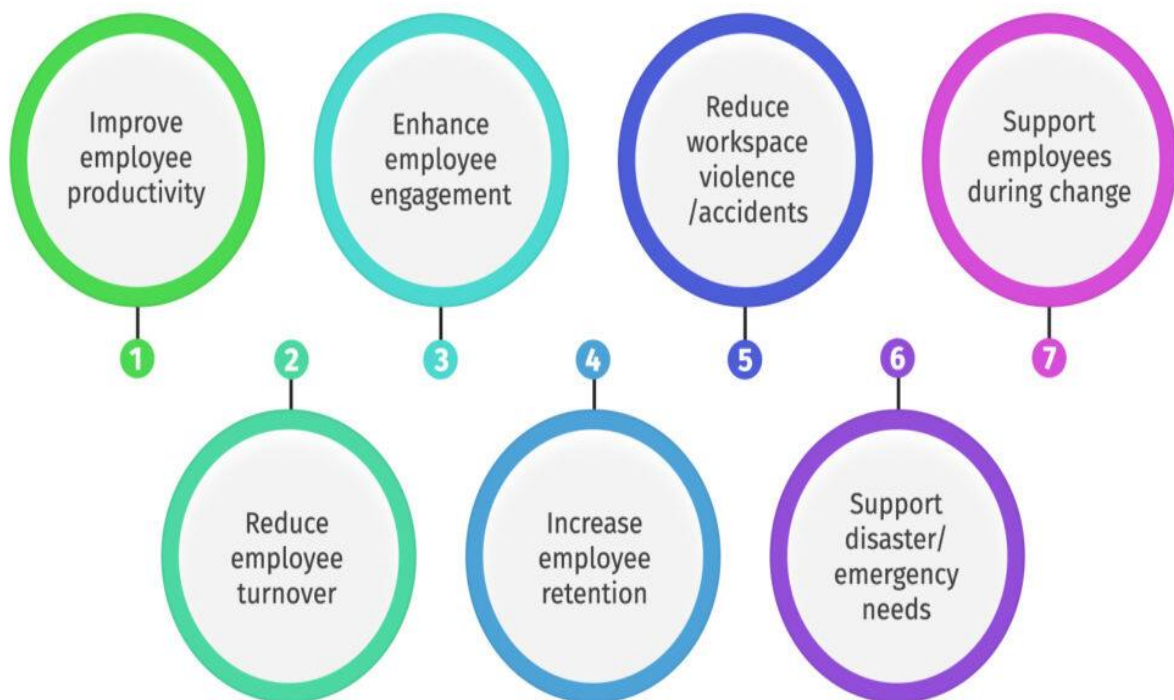 Improve
employee
productivity
1
2
Reduce
employee
turnover
Enhance
employee
engagement
3
4
Increase
employee
retention
Reduce
workspace
violence
/accidents
5
6
Support
disaster/
emergency
needs
Support
employees
during change
7